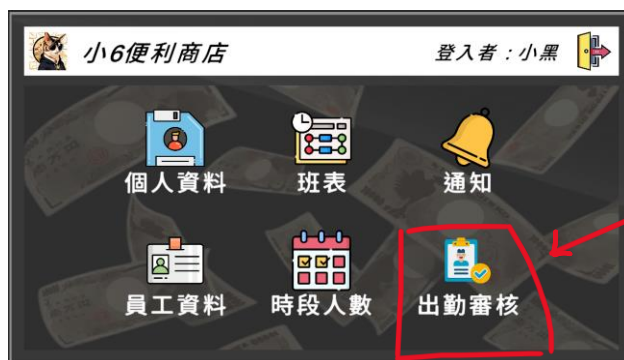 小6便利商店 登入者：小黑
個人資料 班表 通知
員工資料 時段人數 出勤審核